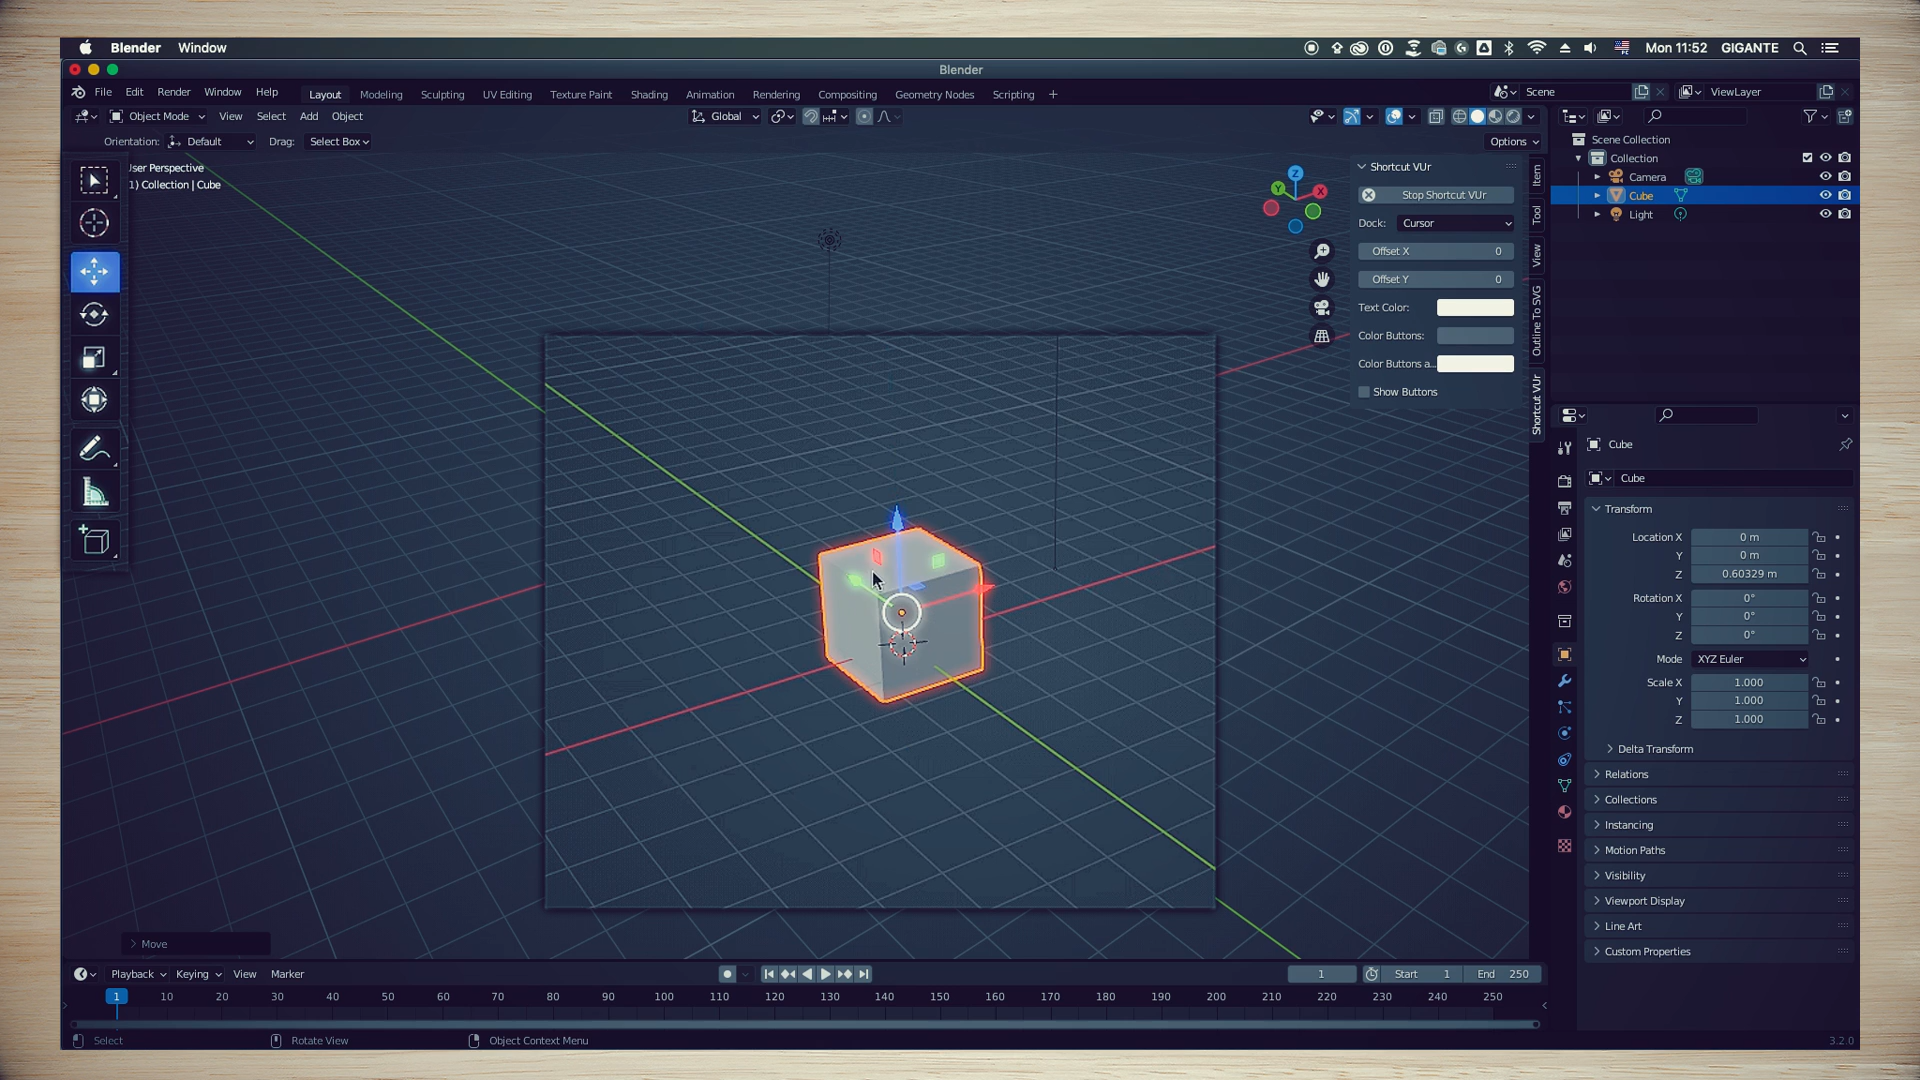 Blender Window Mon 11:52 GIGANTE
Blender
File Edit Render Window Help Layout Modeling Sculpting UV Editing Texture Paint Shading Animation Rendering Compositing Geometry Nodes Scripting + Scene ViewLayer
Object Mode View Select Add Object Global
Orientation: Default Drag: Select Box Options
User Perspective
1) Collection | Cube
Z
Y
X
Shortcut VUr
Stop Shortcut VUr
Dock: Cursor
Offset X 0
Offset Y 0
Text Color:
Color Buttons:
Color Buttons a...
Show Buttons
Item
Tool
View
Outline To SVG
Shortcut VUr
Scene Collection
Collection
Camera
Cube
Light
Cube
Cube
Transform
Location X 0 m
Y 0 m
Z 0.60329 m
Rotation X 0°
Y 0°
Z 0°
Mode XYZ Euler
Scale X 1.000
Y 1.000
Z 1.000
Delta Transform
Relations
Collections
Instancing
Motion Paths
Visibility
Viewport Display
Line Art
Custom Properties
Move
Playback Keying View Marker 1 Start 1 End 250
1 10 20 30 40 50 60 70 80 90 100 110 120 130 140 150 160 170 180 190 200 210 220 230 240 250
Select Rotate View Object Context Menu 3.2.0